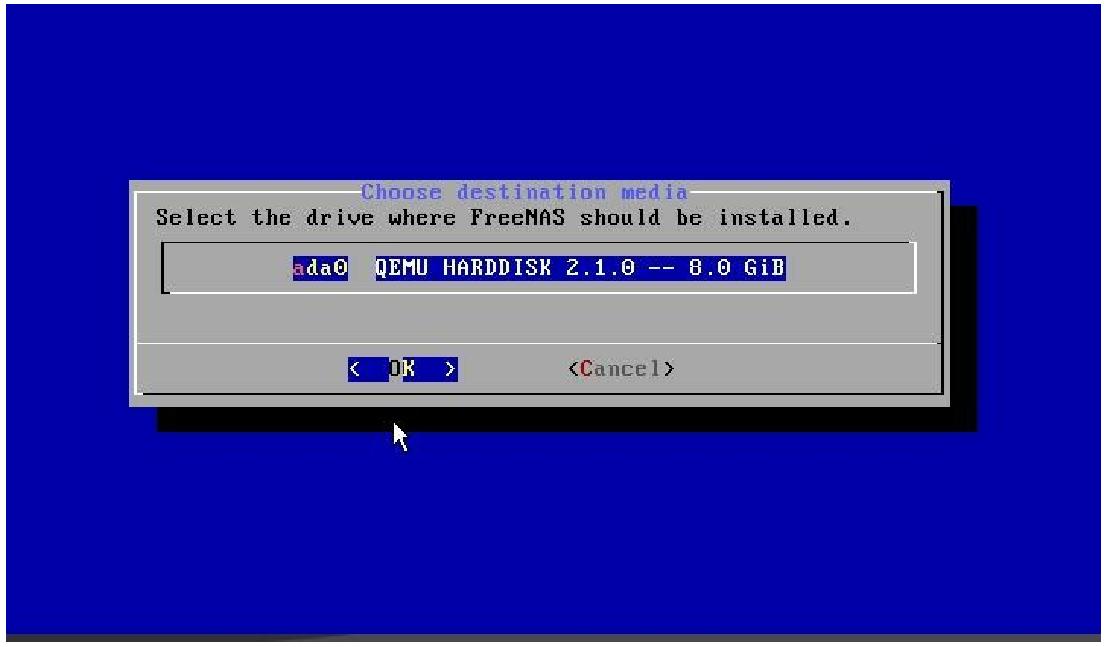 Choose destination media
Select the drive where FreeNAS should be installed.
ada0 QEMU HARDDISK 2.1.0 -- 8.0 GiB
< OK > <Cancel>